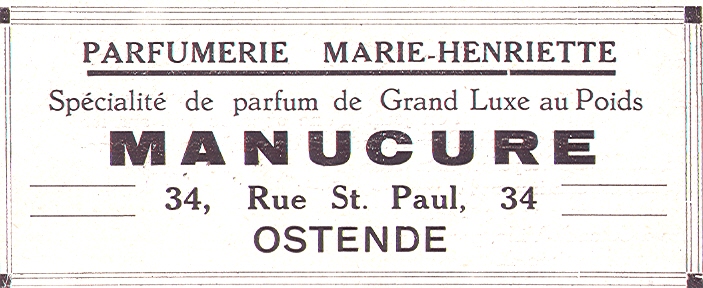 PARFUMERIE MARIE-HENRIETTE
Spécialité de parfum de Grand Luxe au Poids
MANUCURE
34, Rue St. Paul, 34
OSTENDE